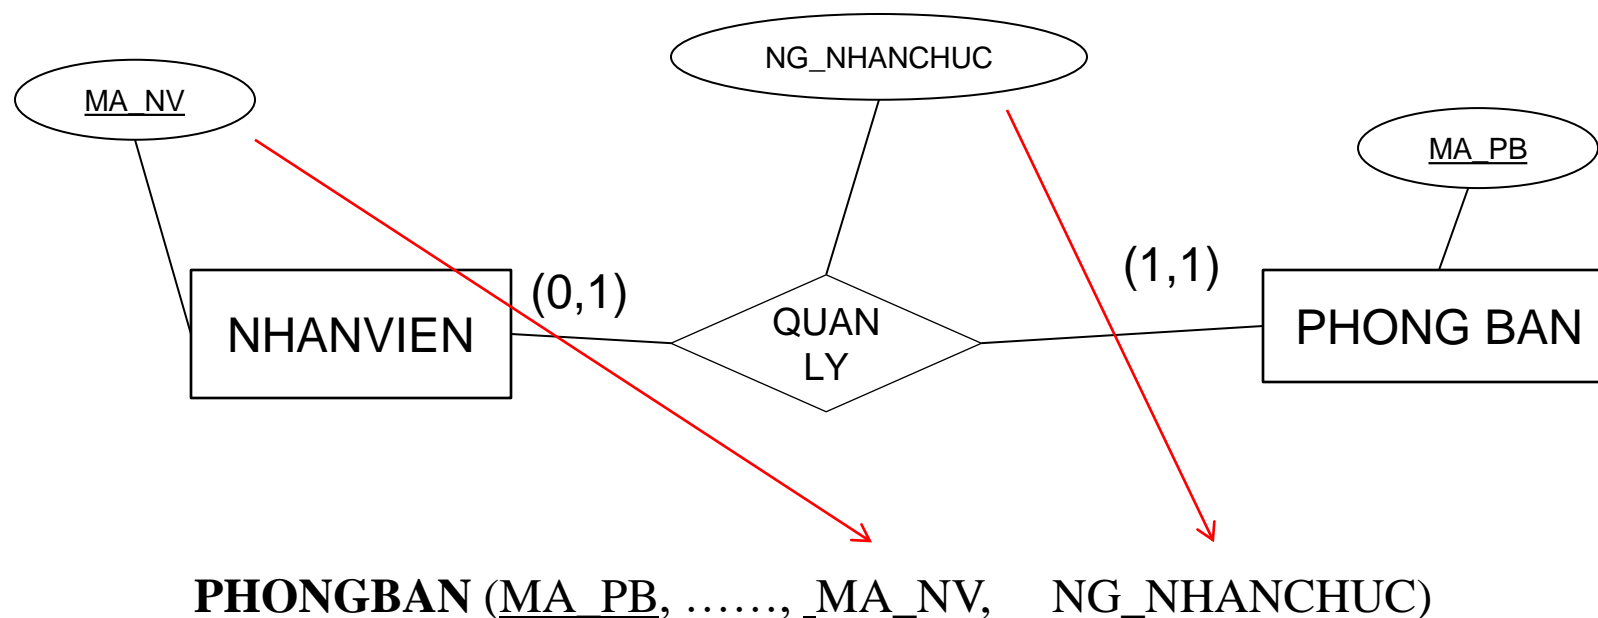 NG_NHANCHUC
MA_NV
MA_PB
(0,1)
(1,1)
NHANVIEN
QUAN
LY
PHONG BAN
PHONGBAN (MA_PB, ……, MA_NV, NG_NHANCHUC)